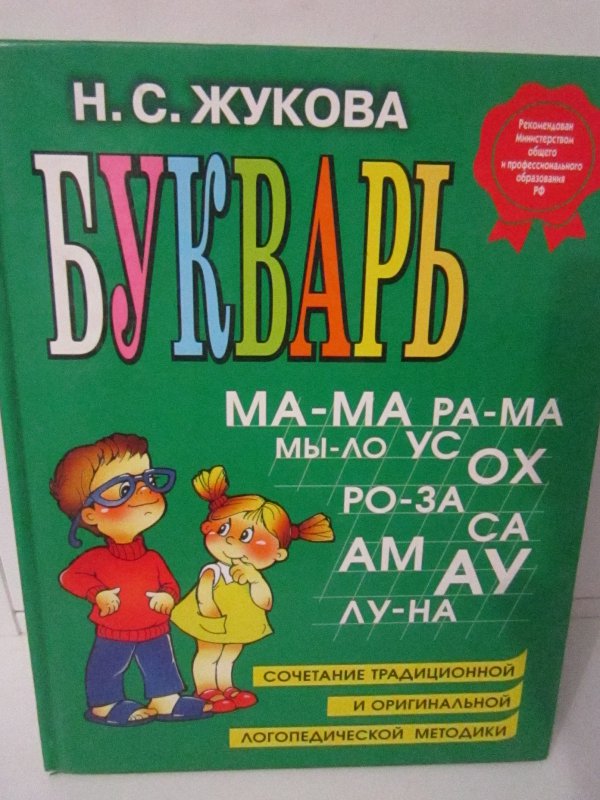 Н. С. ЖУКОВА
Рекомендован
Министерством
общего
и профессионального
образования
РФ
БУКВАРЬ
МА-МА РА-МА
МЫ-ЛО УС ОХ
РО-ЗА СА
АМ АУ
ЛУ-НА
СОЧЕТАНИЕ ТРАДИЦИОННОЙ
И ОРИГИНАЛЬНОЙ
ЛОГОПЕДИЧЕСКОЙ МЕТОДИКИ